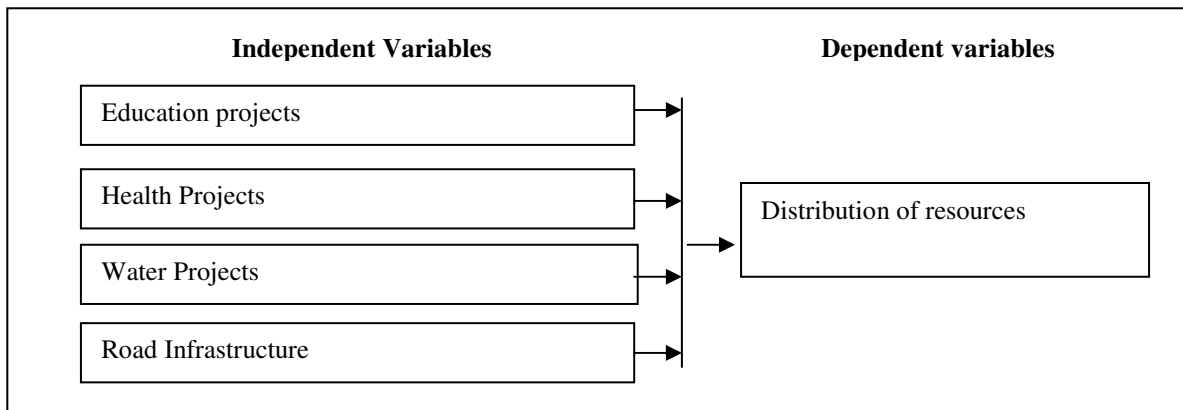 Independent Variables
Dependent variables
Education projects
Health Projects
Water Projects
Road Infrastructure
Distribution of resources